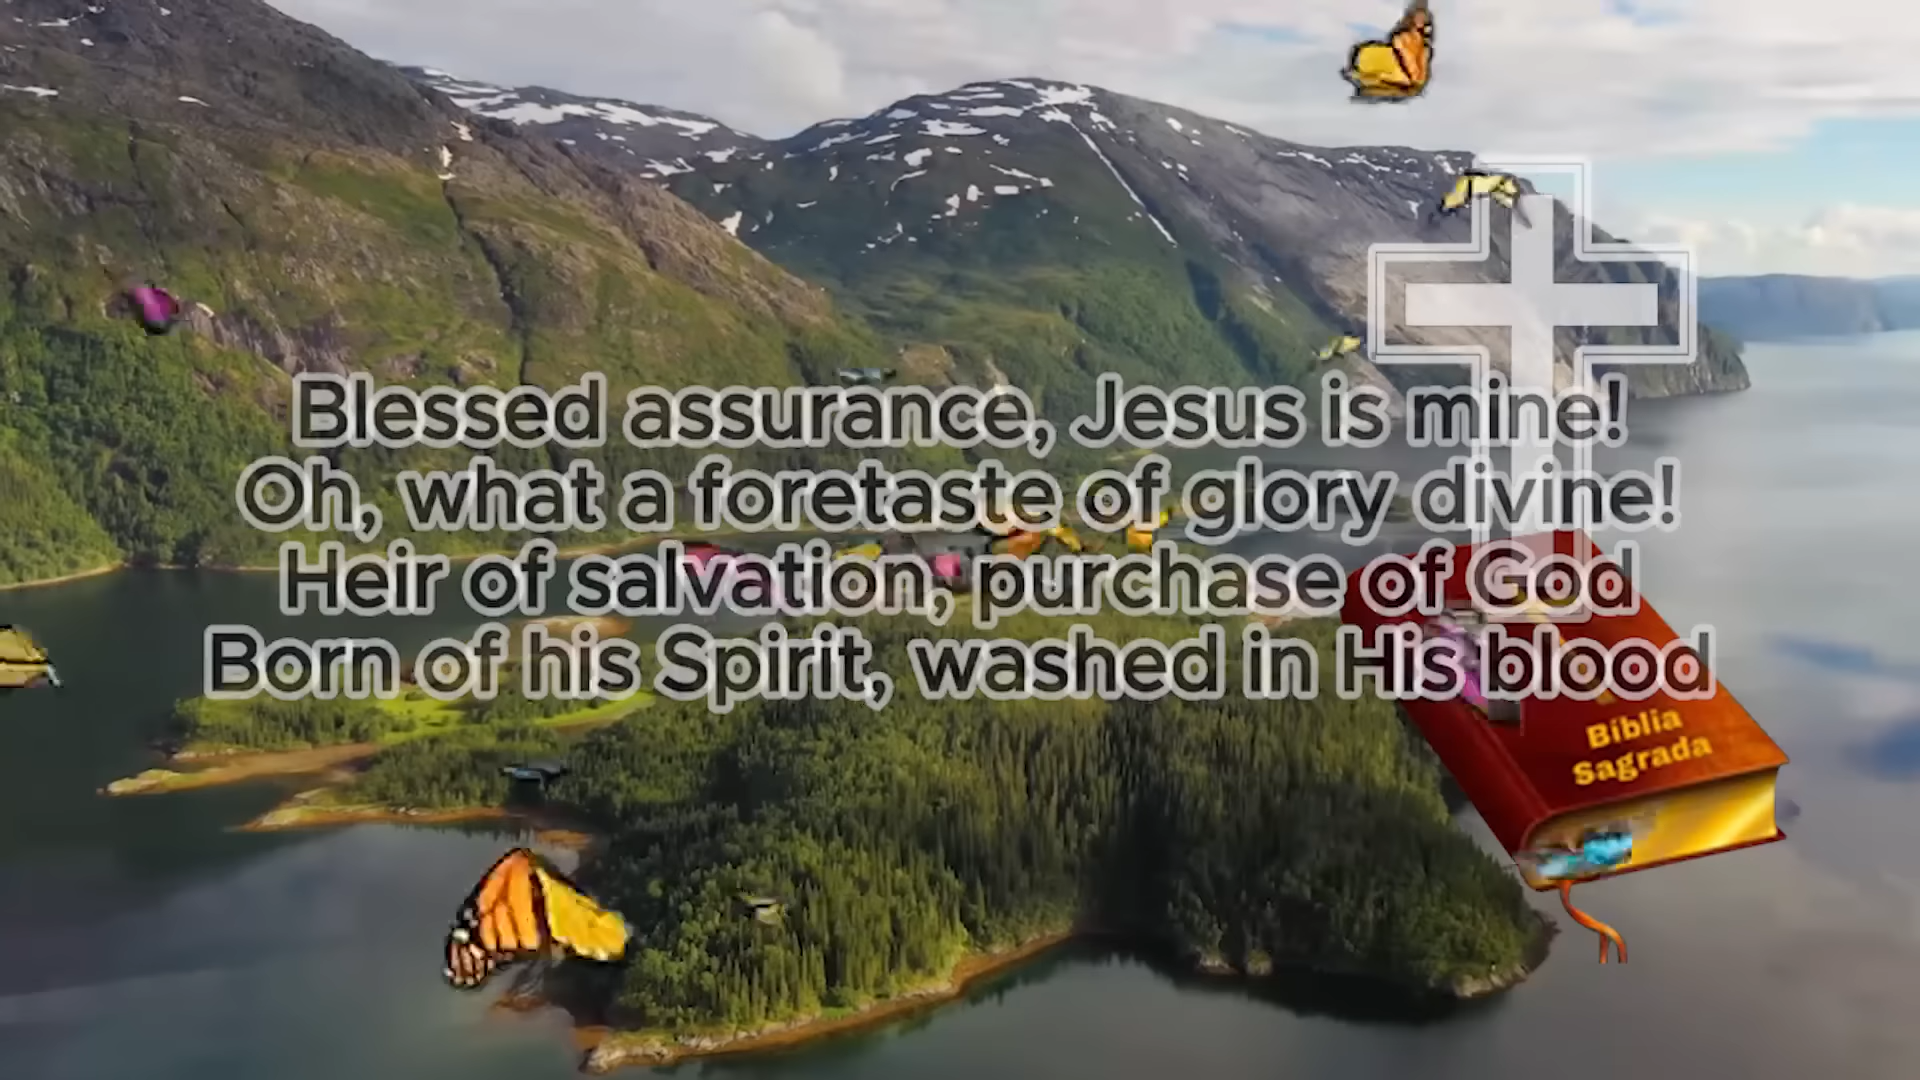 Blessed assurance, Jesus is mine!
Oh, what a foretaste of glory divine!
Heir of salvation, purchase of God
Born of his Spirit, washed in His blood
Bíblia
Sagrada